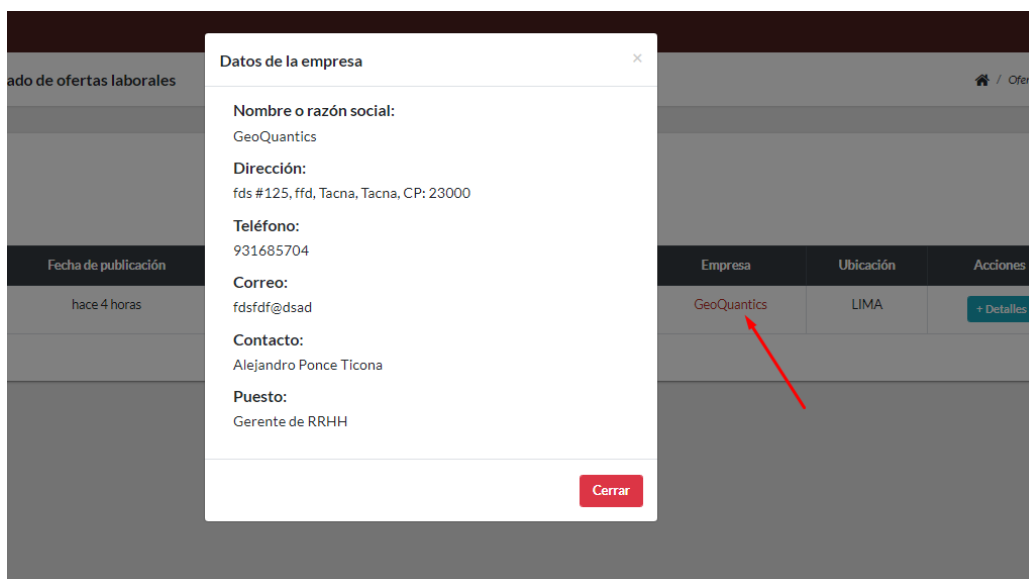 Datos de la empresa
×
ado de ofertas laborales
/ Ofer
Nombre o razón social:
GeoQuantics
Dirección:
fds #125, ffd, Tacna, Tacna, CP: 23000
Teléfono:
931685704
Correo:
fdsfdf@dsad
Contacto:
Alejandro Ponce Ticona
Puesto:
Gerente de RRHH
Cerrar
Fecha de publicación Empresa Ubicación Acciones
hace 4 horas GeoQuantics LIMA + Detalles